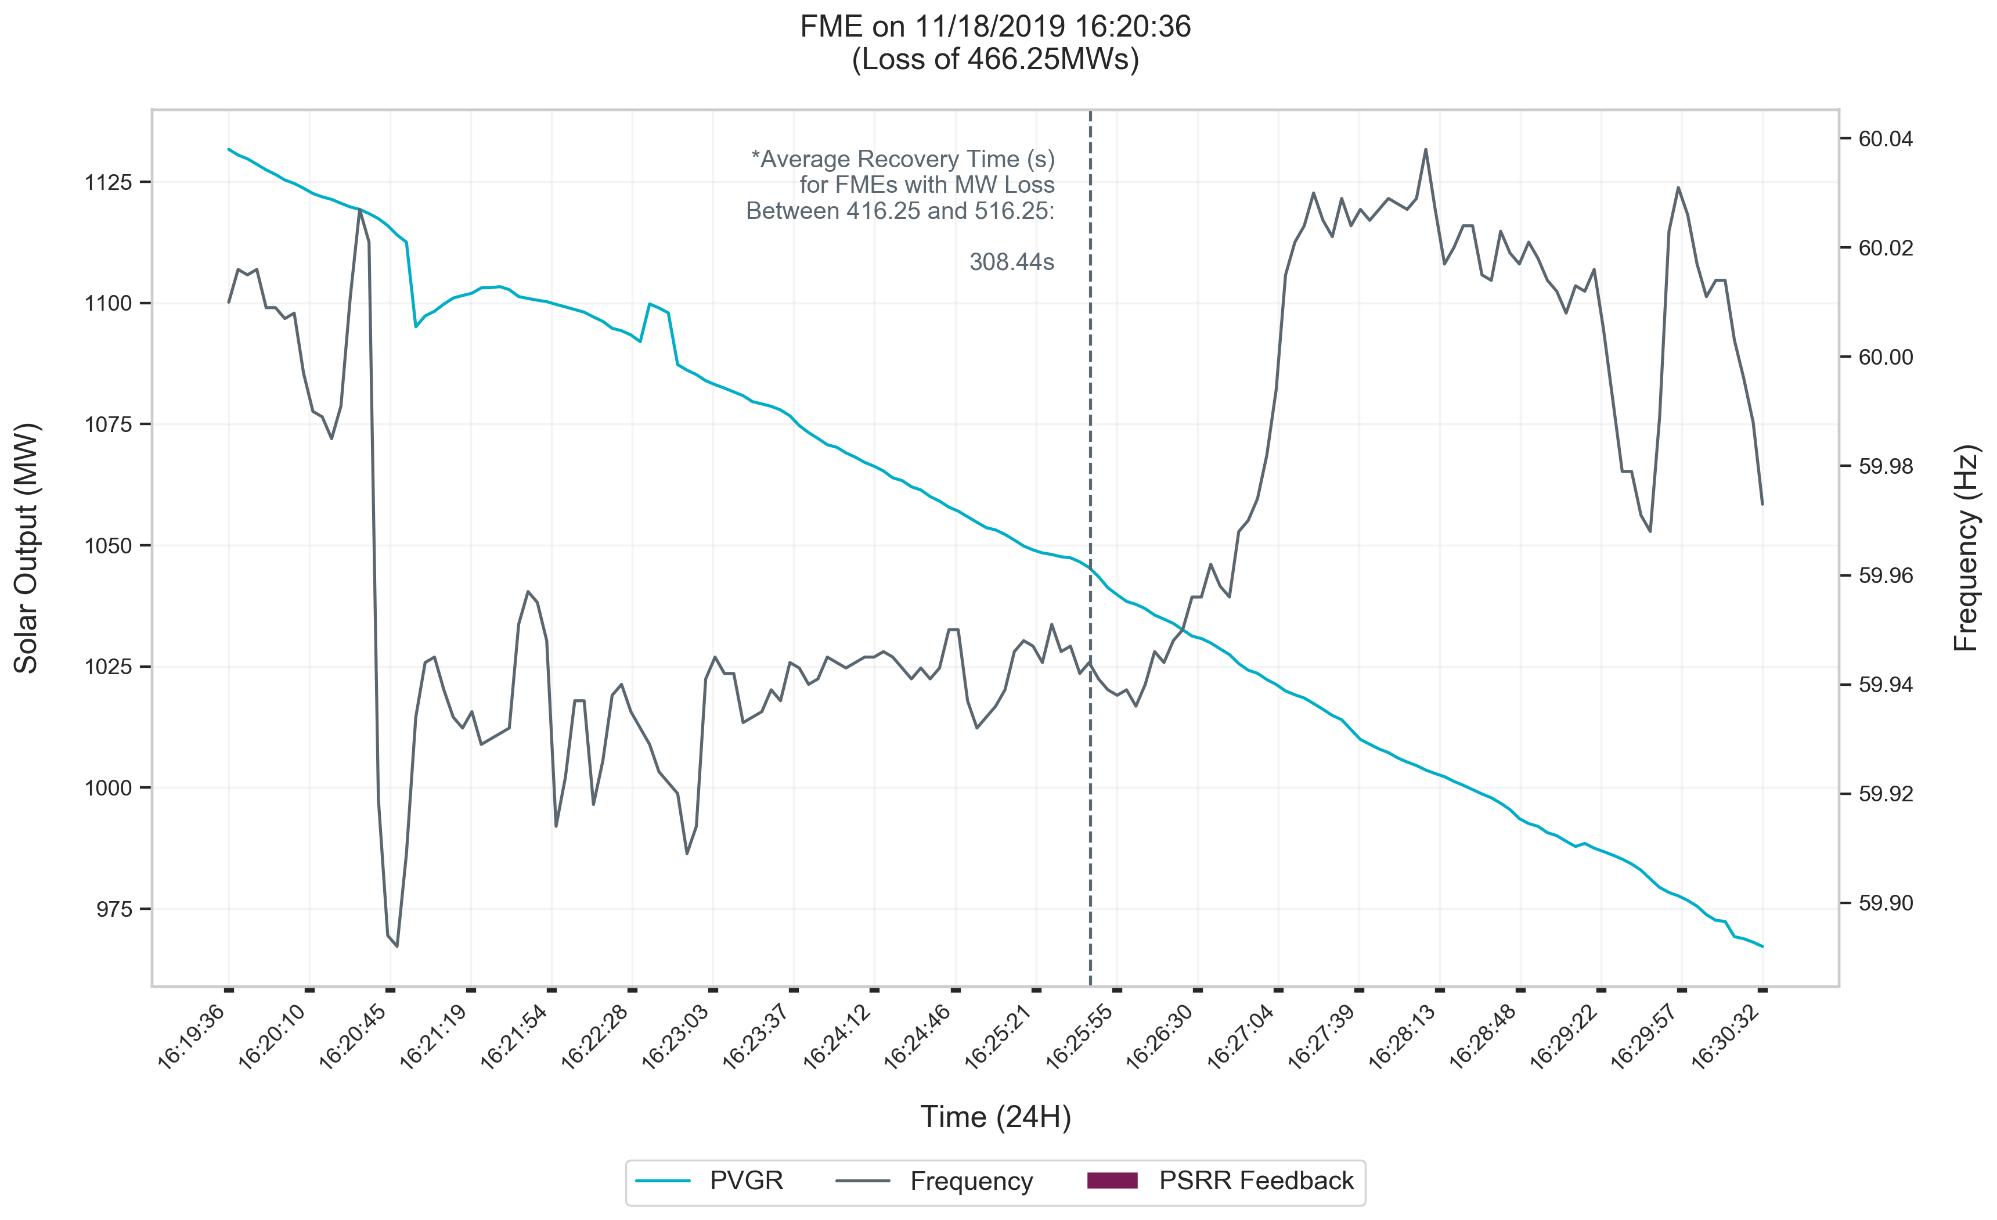 FME on 11/18/2019 16:20:36
(Loss of 466.25MWs)
*Average Recovery Time (s)
for FMEs with MW Loss
Between 416.25 and 516.25:
308.44s
Solar Output (MW)
1125
1100
1075
1050
1025
1000
975
60.04
60.02
60.00
59.98
59.96
59.94
59.92
59.90
Frequency (Hz)
16:19:36
16:20:10
16:20:45
16:21:19
16:21:54
16:22:28
16:23:03
16:23:37
16:24:12
16:24:46
16:25:21
16:25:55
16:26:30
16:27:04
16:27:39
16:28:13
16:28:48
16:29:22
16:29:57
16:30:32
Time (24H)
PVGR
Frequency
PSRR Feedback